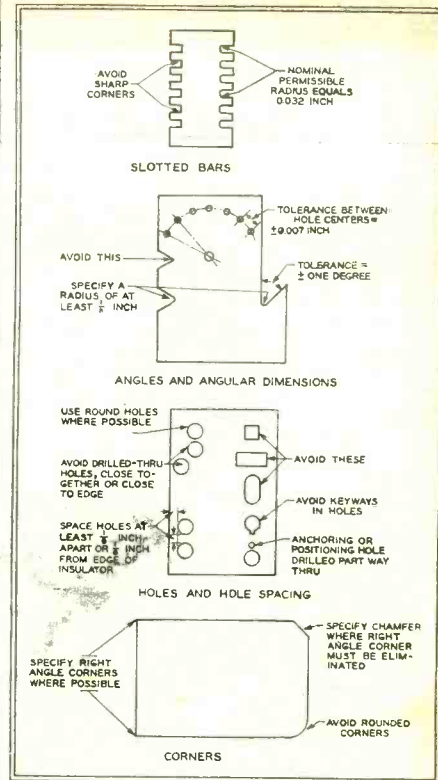 AVOID
SHARP
CORNERS
NOMINAL
PERMISSIBLE
RADIUS EQUALS
0.032 INCH
SLOTTED BARS
TOLERANCE BETWEEN
HOLE CENTERS=
±0.007 INCH
AVOID THIS
TOLERANCE =
± ONE DEGREE
SPECIFY A
RADIUS OF AT
LEAST INCH
ANGLES AND ANGULAR DIMENSIONS
USE ROUND HOLES
WHERE POSSIBLE
AVOID DRILLED-THRU
HOLES, CLOSE TO-
GETHER OR CLOSE
TO EDGE
AVOID THESE
AVOID KEYWAYS
IN HOLES
SPACE HOLES AT
LEAST INCH
APART OR INCH
FROM EDGE OF
INSULATOR
ANCHORING OR
POSITIONING HOLE
DRILLED PART WAY
THRU
HOLES AND HOLE SPACING
SPECIFY CHAMFER
WHERE RIGHT
ANGLE CORNER
MUST BE ELIM-
INATED
SPECIFY RIGHT
ANGLE CORNERS
WHERE POSSIBLE
AVOID ROUNDED
CORNERS
CORNERS